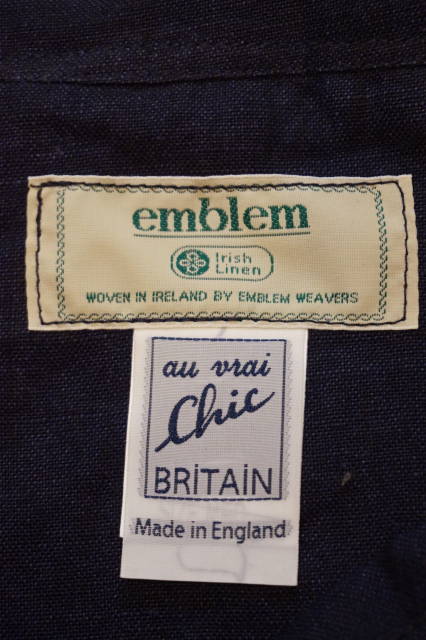 emblem
Irish
Linen
WOVEN IN IRELAND BY EMBLEM WEAVERS
au vrai
Chic
BRiTAiN
Made in England